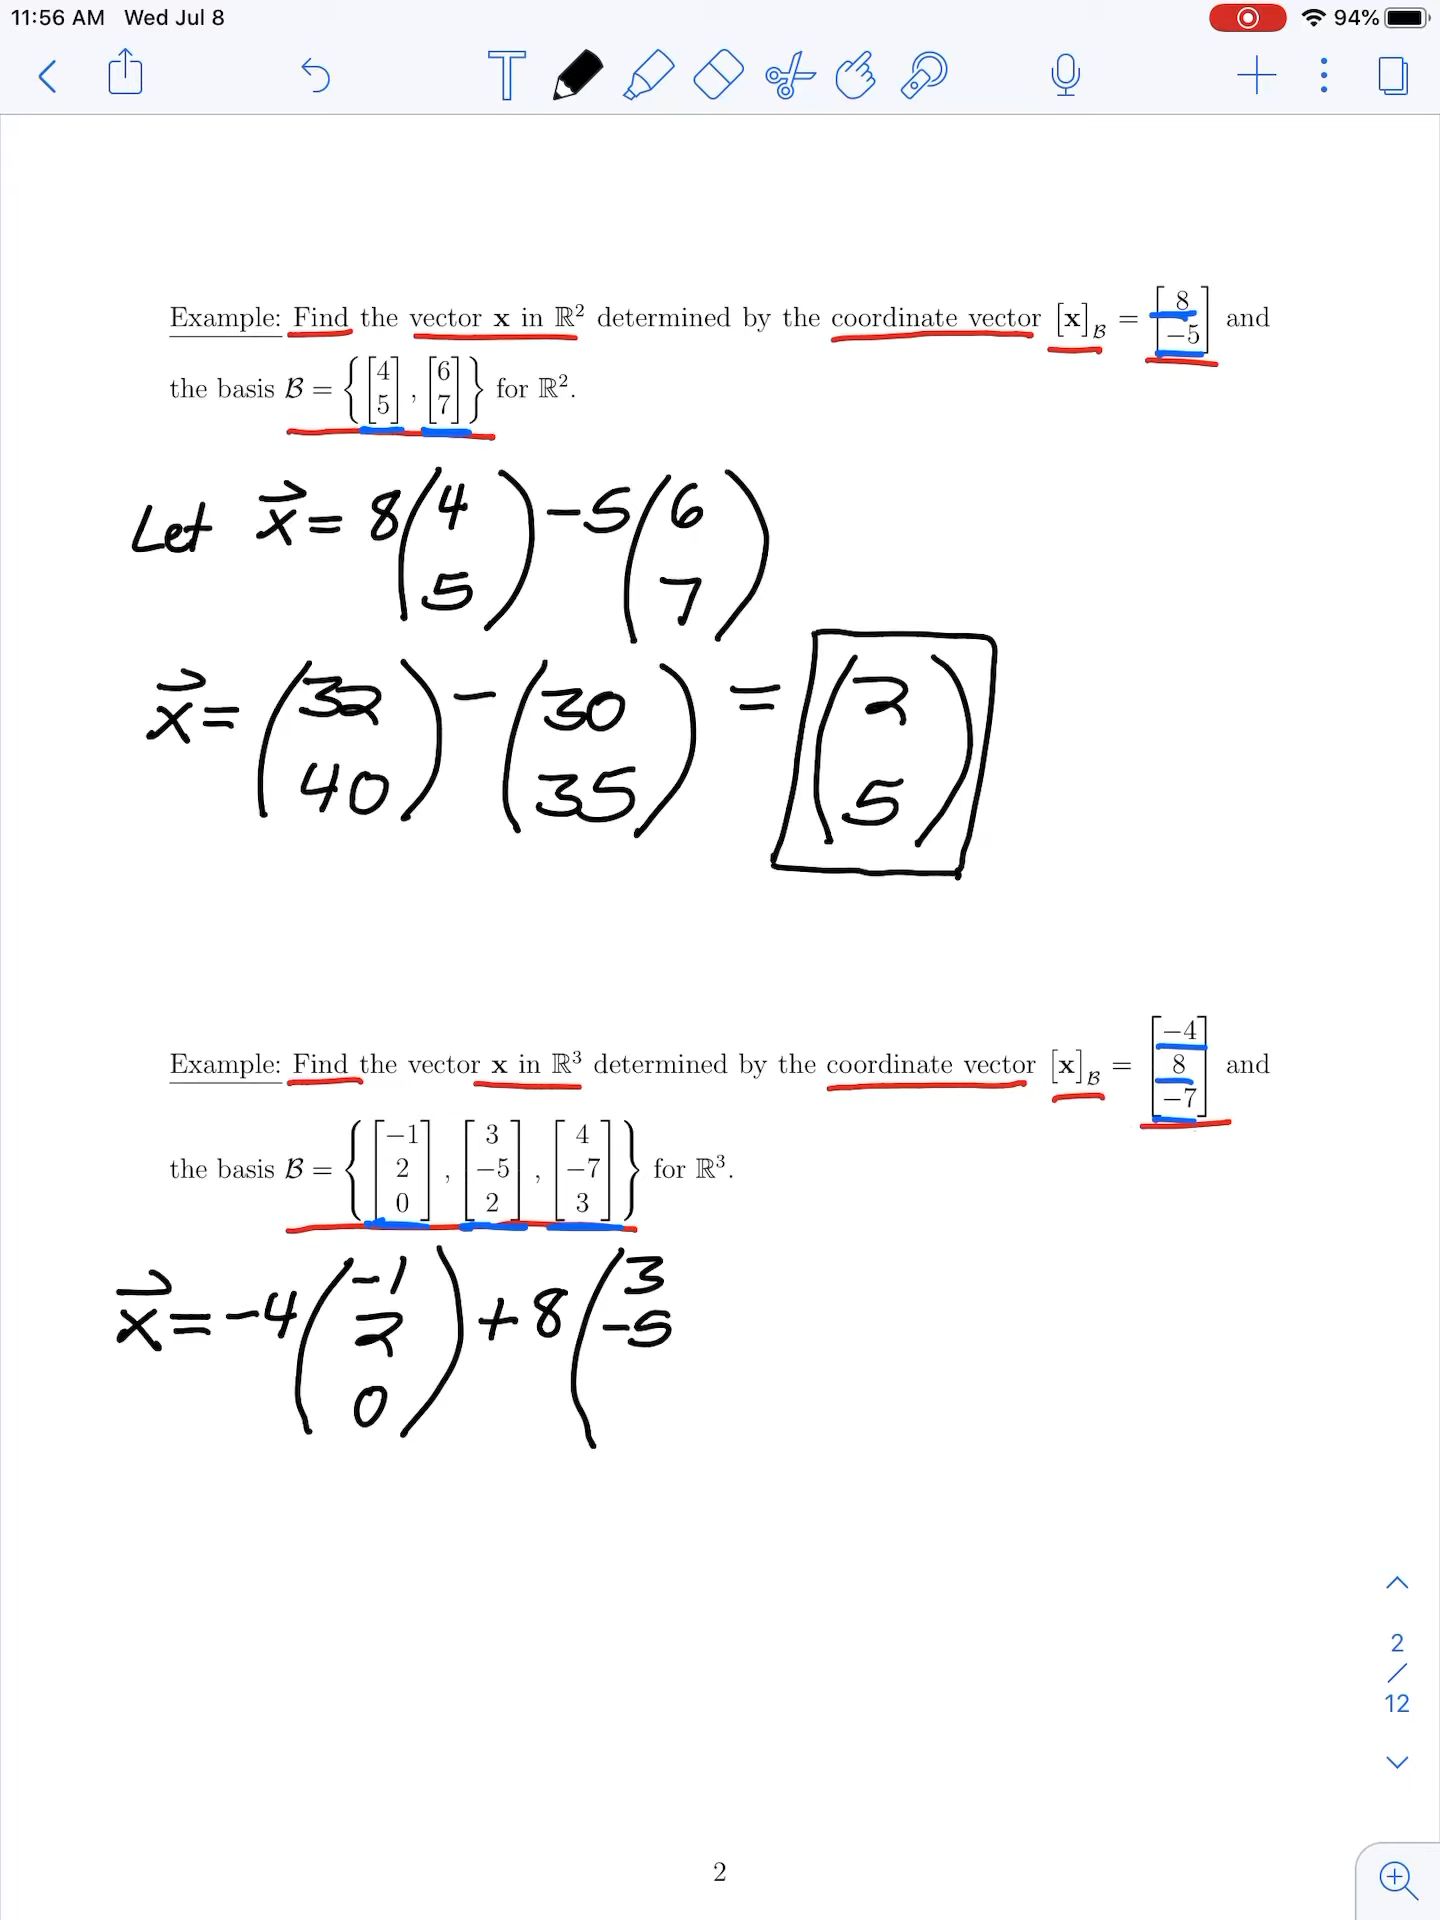 11:56 AM Wed Jul 8 94%
Example: Find the vector x in ℝ² determined by the coordinate vector [x]_ℬ = [8 −5] and
the basis ℬ = {[4 5], [6 7]} for ℝ².
Let x⃗ = 8(4 5) − 5(6 7)
x⃗ = (32 40) − (30 35) = (2 5)
Example: Find the vector x in ℝ³ determined by the coordinate vector [x]_ℬ = [−4 8 −7] and
the basis ℬ = {[−1 2 0], [3 −5 2], [4 −7 3]} for ℝ³.
x⃗ = −4(−1 2 0) + 8(3 −5
2
/
12
2